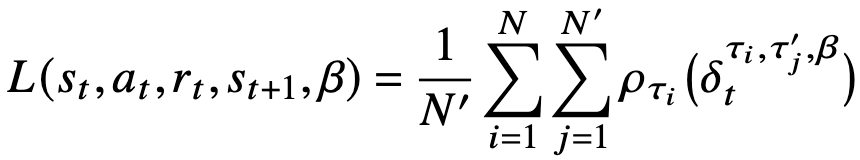 L(s_t, a_t, r_t, s_{t+1}, β) = \frac{1}{N'} \sum_{i=1}^{N} \sum_{j=1}^{N'} ρ_{τ_i} (δ_t^{τ_i, τ'_j, β})